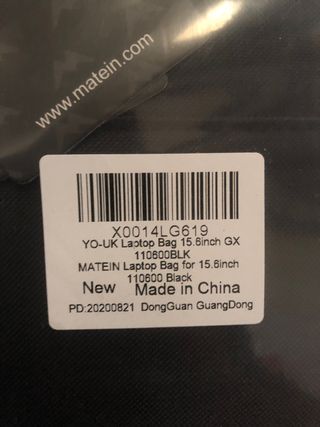 www.matein.com
X0014LG619
YO-UK Laptop Bag 15.6inch GX
110600BLK
MATEIN Laptop Bag for 15.6inch
110600 Black
New Made in China
PD:20200821 DongGuan GuangDong